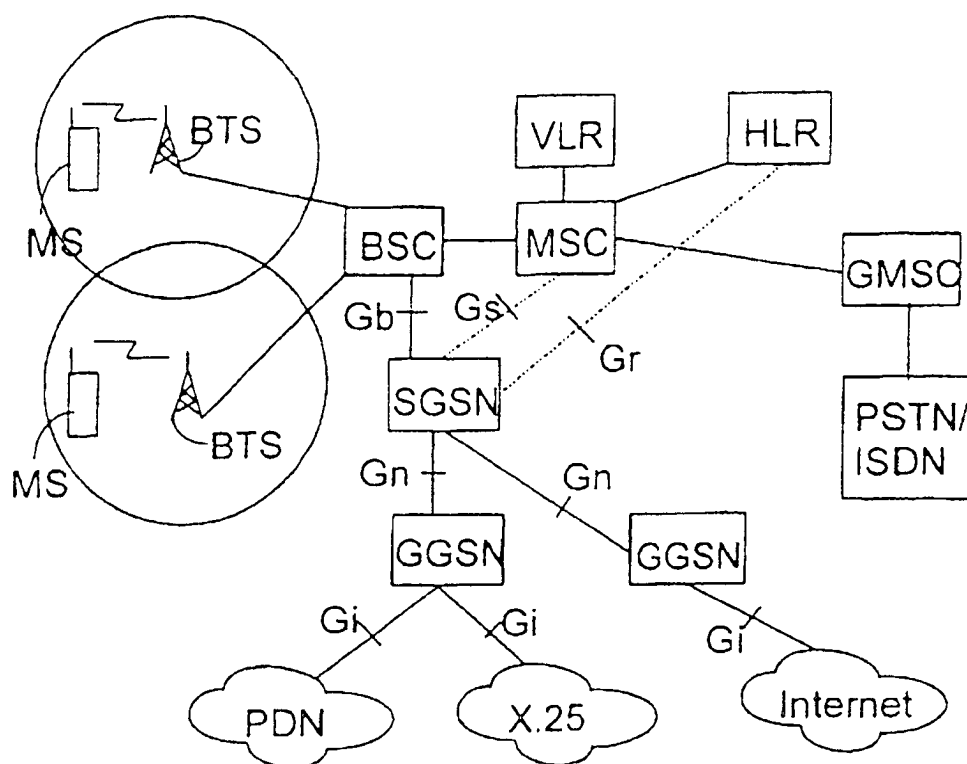 BTS
VLR
HLR
MS
BSC
MSC
GMSC
Gb
Gs
Gr
SGSN
PSTN/
ISDN
BTS
MS
Gn
Gn
GGSN
GGSN
Gi
Gi
Gi
PDN
X.25
Internet